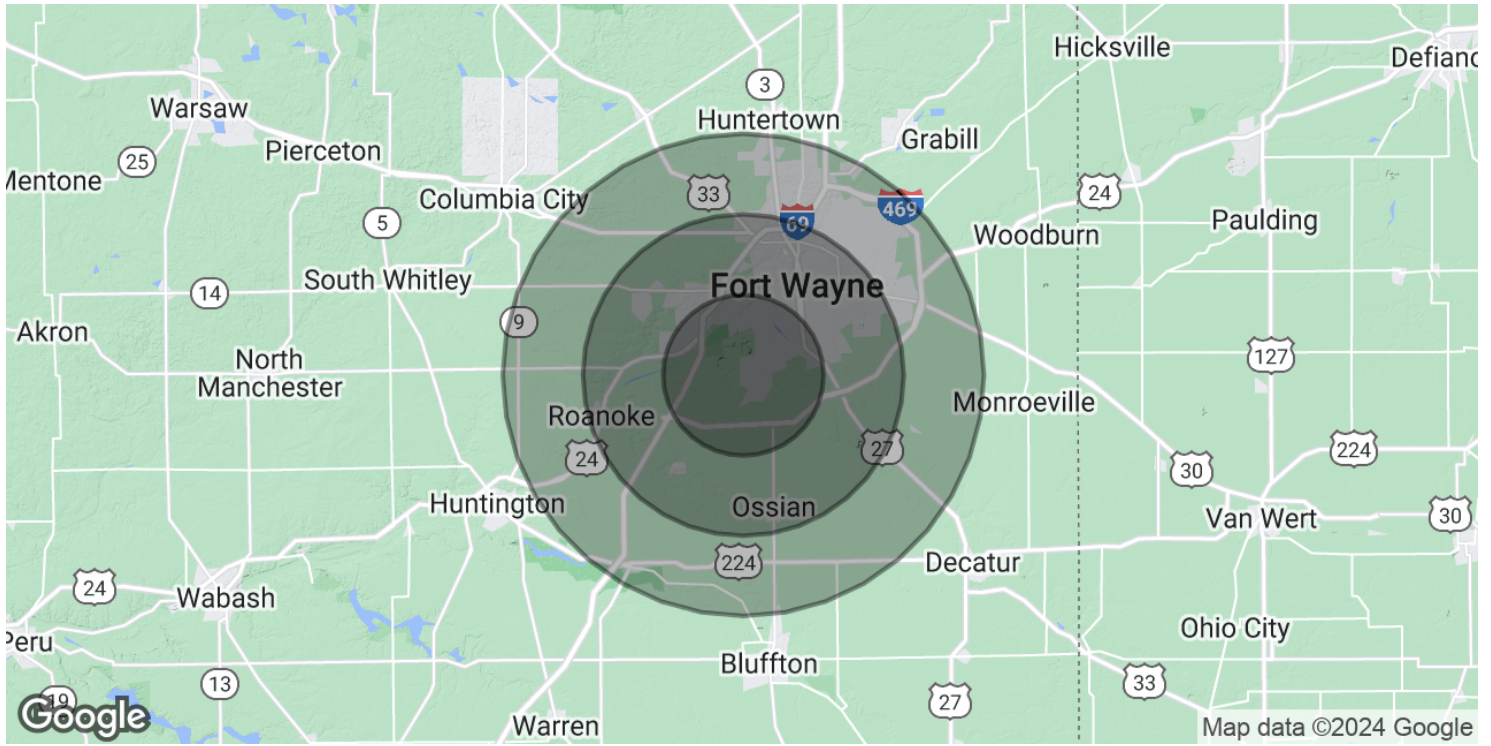 Hicksville
Defianc
3
Warsaw
Huntertown
Grabill
25
Pierceton
Mentone
33
24
Columbia City
469
5
69
Paulding
Woodburn
South Whitley
Fort Wayne
14
9
Akron
North
Manchester
127
Roanoke
Monroeville
27
224
24
30
Huntington
Ossian
Van Wert
30
224
Decatur
24
Wabash
Peru
Ohio City
Bluffton
13
33
19
27
Google
Warren
Map data ©2024 Google